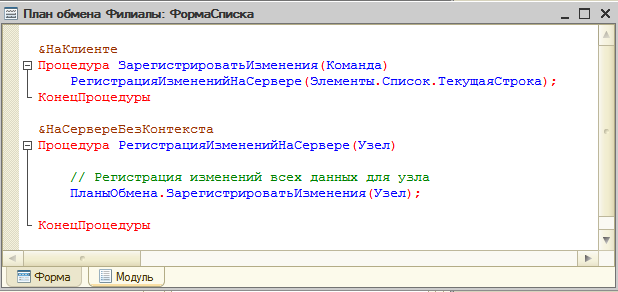 План обмена Филиалы: ФормаСписка
&НаКлиенте
Процедура ЗарегистрироватьИзменения(Команда)
РегистрацияИзмененийНаСервере(Элементы.Список.ТекущаяСтрока);
КонецПроцедуры
&НаСервереБезКонтекста
Процедура РегистрацияИзмененийНаСервере(Узел)
// Регистрация изменений всех данных для узла
ПланыОбмена.ЗарегистрироватьИзменения(Узел);
КонецПроцедуры
Форма
Модуль